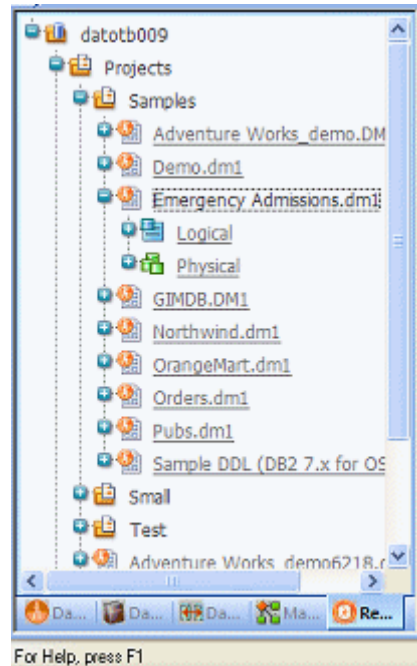 datotb009
Projects
Samples
Adventure Works_demo.DM
Demo.dm1
Emergency Admissions.dm1
Logical
Physical
GIMDB.DM1
Northwind.dm1
OrangeMart.dm1
Orders.dm1
Pubs.dm1
Sample DDL (DB2 7.x for OS
Small
Test
Adventure Works_demo6218.d
Da... Da... Da... Ma... Re...
For Help, press F1